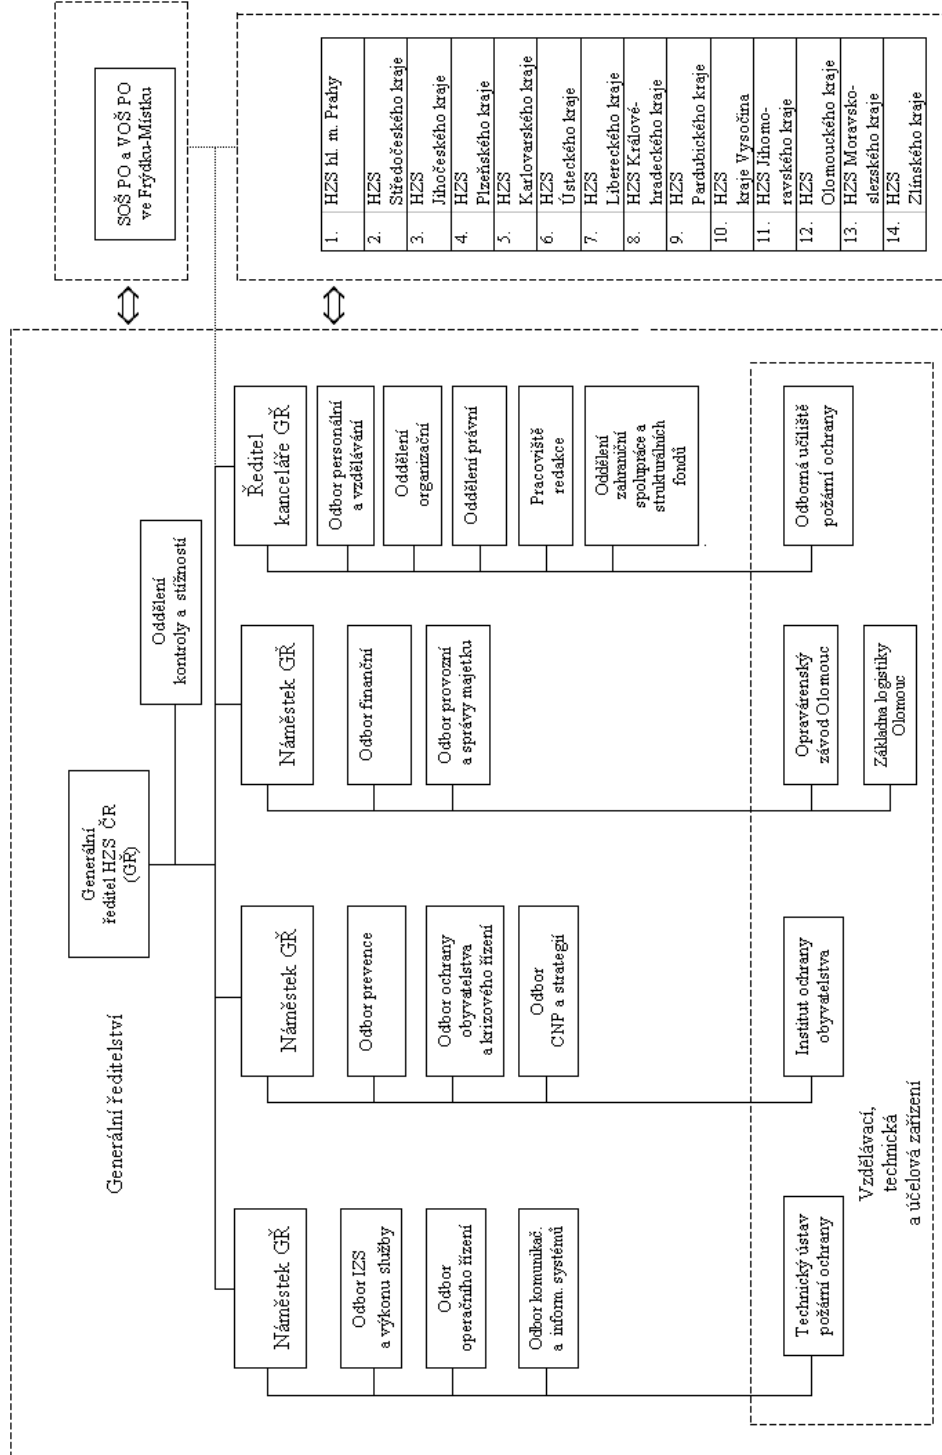 Generální ředitelství
Generální
ředitel HZS ČR
(GŘ)
Oddělení
kontroly a stížností
SOŠ PO a VOŠ PO
ve Frýdku-Místku
Náměstek GŘ
Odbor IZS
a výkonu služby
Odbor
operačního řízení
Odbor komunikač.
a inform. systémů
Technický ústav
požární ochrany
Náměstek GŘ
Odbor prevence
Odbor ochrany
obyvatelstva
a krizového řízení
Odbor
CNP a strategií
Institut ochrany
obyvatelstva
Náměstek GŘ
Odbor finanční
Odbor provozní
a správy majetku
Opravárenský
závod Olomouc
Základna logistiky
Olomouc
Ředitel
kanceláře GŘ
Odbor personální
a vzdělávání
Oddělení
organizační
Oddělení právní
Pracoviště
redakce
Oddělení
zahraniční
spolupráce a
strukturálních
fondů
Odborná učiliště
požární ochrany
Vzdělávací,
technická
a účelová zařízení
1. HZS hl. m. Prahy
2. HZS
Středočeského kraje
3. HZS
Jihočeského kraje
4. HZS
Plzeňského kraje
5. HZS
Karlovarského kraje
6. HZS
Ústeckého kraje
7. HZS
Libereckého kraje
8. HZS Králové-
hradeckého kraje
9. HZS
Pardubického kraje
10. HZS
kraje Vysočina
11. HZS Jihomo-
ravského kraje
12. HZS
Olomouckého kraje
13. HZS Moravsko-
slezského kraje
14. HZS
Zlínského kraje